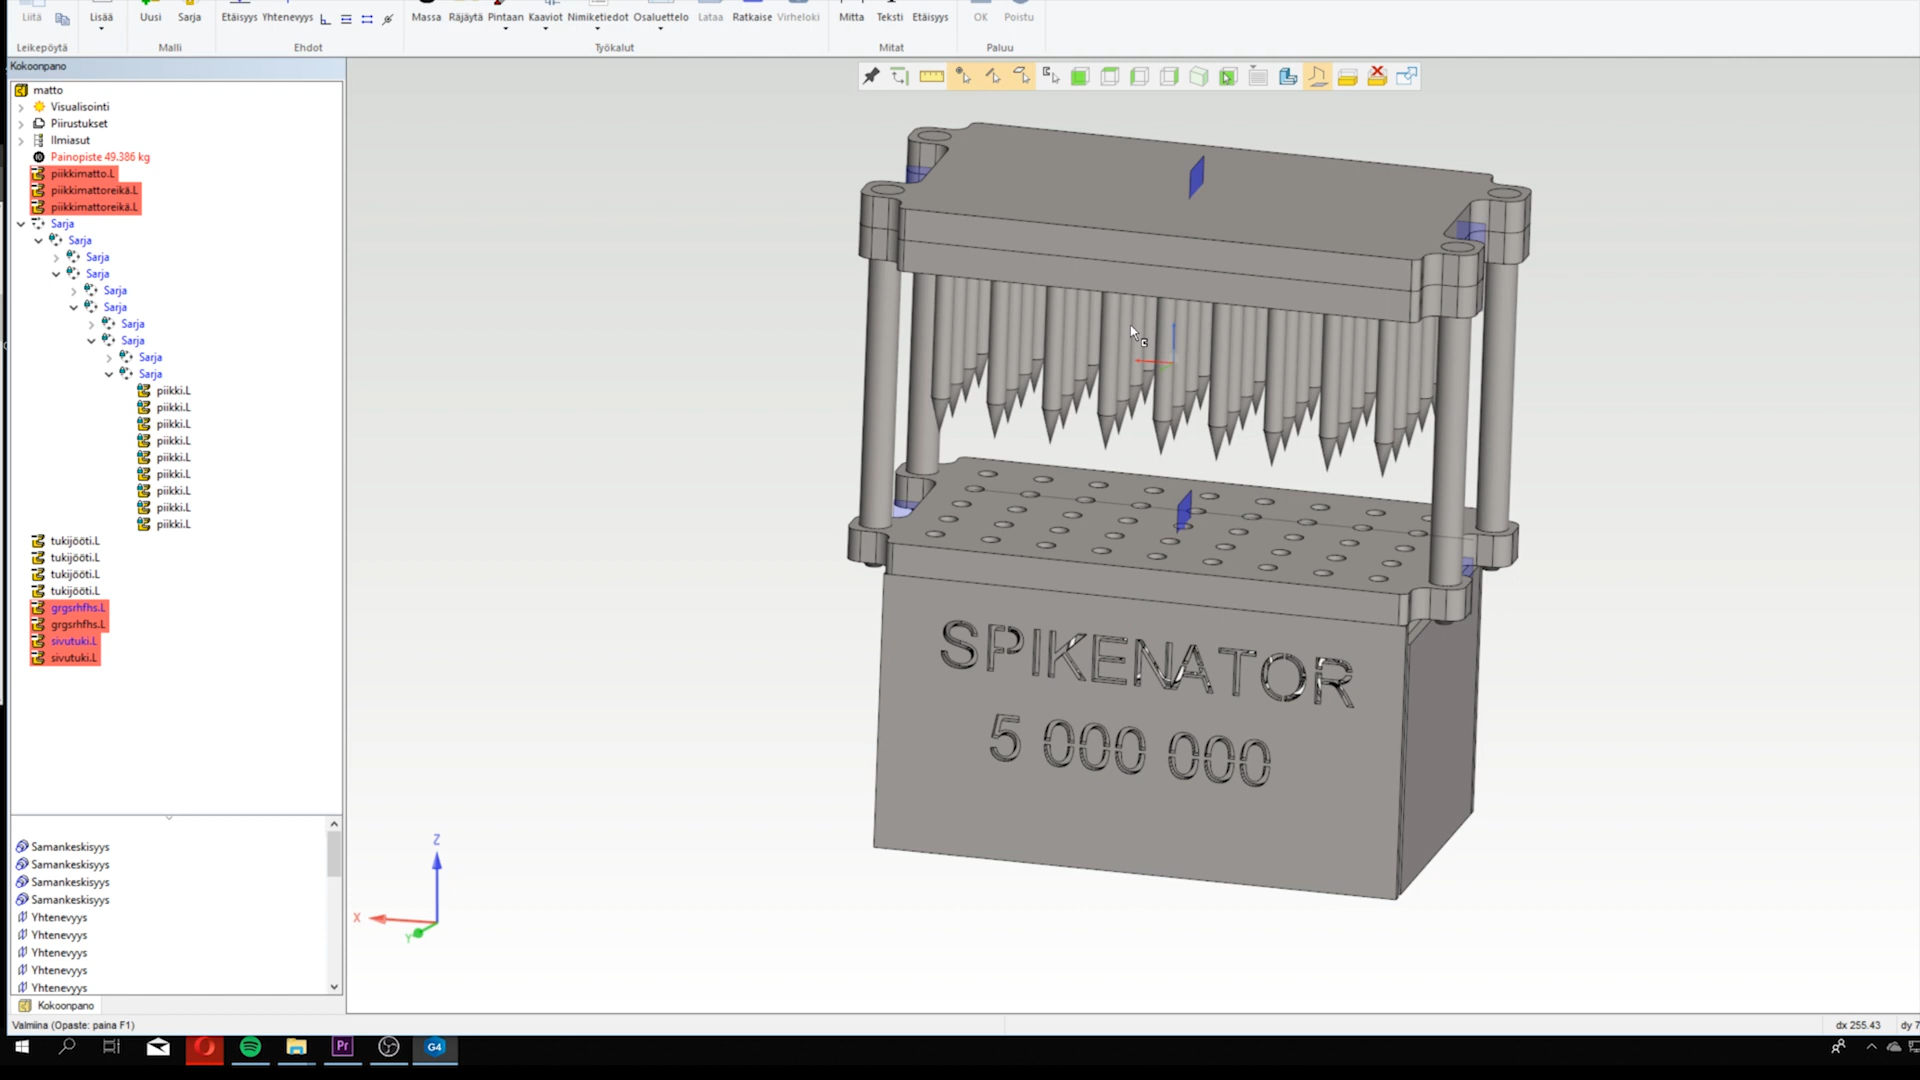 Liitä
Lisää
Uusi Sarja
Etäisyys Yhtenevyys
Massa Räjäytä Pintaan Kaaviot Nimiketiedot Osaluettelo Lataa Ratkaise Virheloki
Mitta Teksti Etäisyys
OK Poistu
Leikepöytä Malli Ehdot Työkalut Mitat Paluu
Kokoonpano
matto
Visualisointi
Piirustukset
Ilmiasut
Painopiste 49.386 kg
piikkimatto.L
piikkimattoreikä.L
piikkimattoreikä.L
Sarja
Sarja
Sarja
Sarja
Sarja
Sarja
Sarja
Sarja
Sarja
Sarja
piikki.L
piikki.L
piikki.L
piikki.L
piikki.L
piikki.L
piikki.L
piikki.L
piikki.L
tukijööti.L
tukijööti.L
tukijööti.L
tukijööti.L
grgsrhfhs.L
grgsrhfhs.L
sivutuki.L
sivutuki.L
SPIKENATOR
5 000 000
Z
X
Y
Samankeskisyys
Samankeskisyys
Samankeskisyys
Samankeskisyys
Yhtenevyys
Yhtenevyys
Yhtenevyys
Yhtenevyys
Yhtenevyys
Kokoonpano
Valmiina (Opaste: paina F1)
dx 255.43 dy 7
Pr
G4